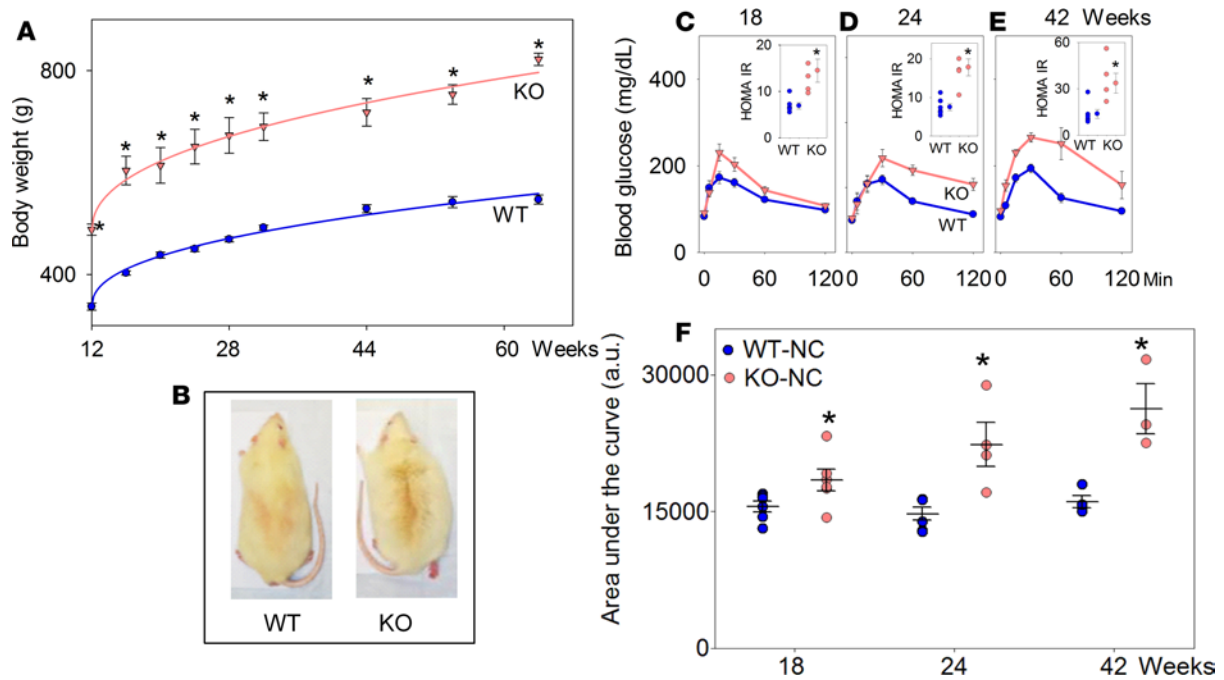 A
Body weight (g)
800
400
* * * * * * * * *
*
KO
WT
12 28 44 60 Weeks
B
WT KO
C 18 D 24 E 42 Weeks
Blood glucose (mg/dL)
400
200
0
HOMA IR
20
10
0
WT KO
*
HOMA IR
20
10
0
WT KO
*
HOMA IR
60
30
0
WT KO
*
KO
WT
0 60 120 0 60 120 0 60 120 Min
F
WT-NC
KO-NC
Area under the curve (a.u.)
30000
15000
0
* * *
18 24 42 Weeks